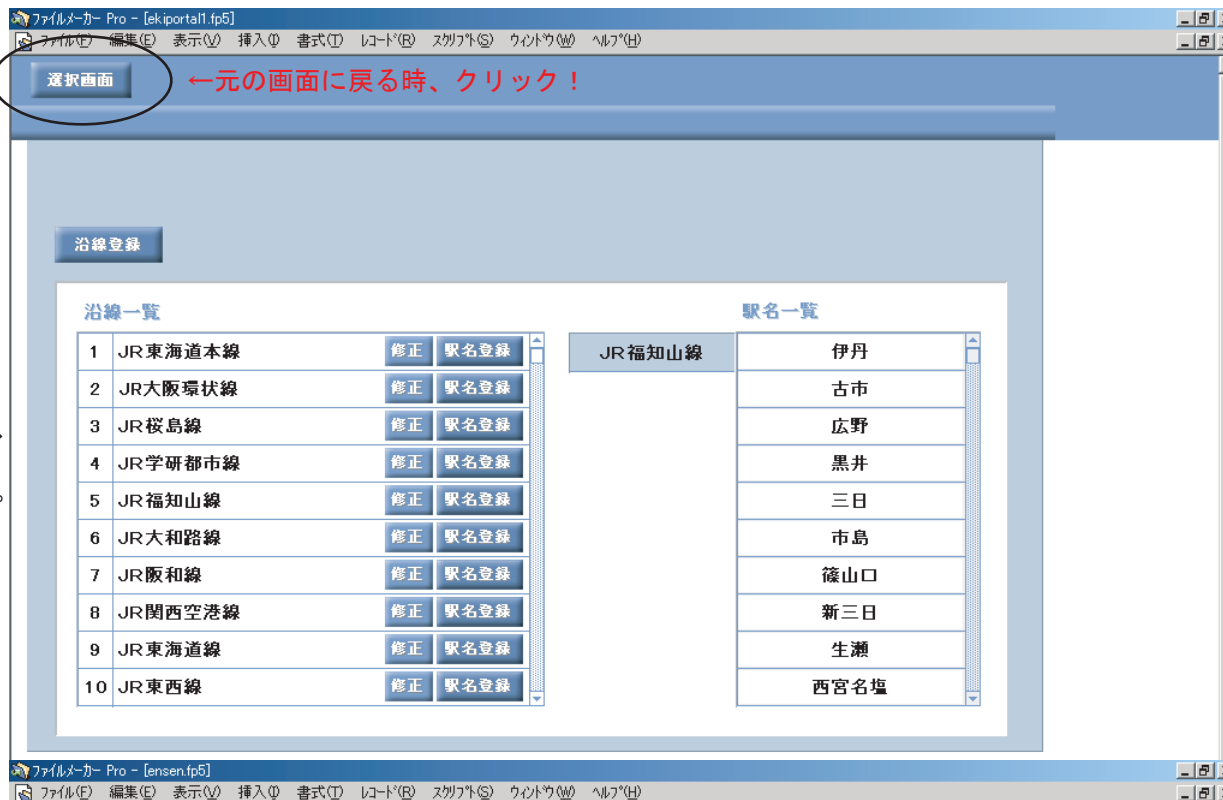 ファイルメーカー Pro - [ekiportal1.fp5]
ファイル(F) 編集(E) 表示(V) 挿入(I) 書式(T) レコード(R) スクリプト(S) ウィンドウ(W) ヘルプ(H)
選択画面 ←元の画面に戻る時、クリック！
沿線登録
沿線一覧 駅名一覧
1 JR東海道本線 修正 駅名登録 JR福知山線 伊丹
2 JR大阪環状線 修正 駅名登録 古市
3 JR桜島線 修正 駅名登録 広野
4 JR学研都市線 修正 駅名登録 黒井
5 JR福知山線 修正 駅名登録 三日
6 JR大和路線 修正 駅名登録 市島
7 JR阪和線 修正 駅名登録 篠山口
8 JR関西空港線 修正 駅名登録 新三日
9 JR東海道線 修正 駅名登録 生瀬
10 JR東西線 修正 駅名登録 西宮名塩
ファイルメーカー Pro - [ensen.fp5]
ファイル(F) 編集(E) 表示(V) 挿入(I) 書式(T) レコード(R) スクリプト(S) ウィンドウ(W) ヘルプ(H)